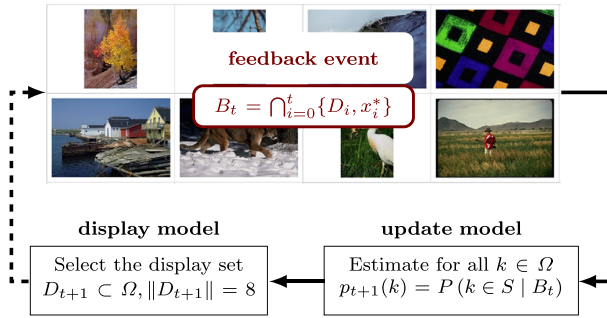 feedback event
B_t = ⋂_{i=0}^{t} {D_i, x_i^*}
display model
Select the display set
D_{t+1} ⊂ Ω, ‖D_{t+1}‖ = 8
update model
Estimate for all k ∈ Ω
p_{t+1}(k) = P (k ∈ S | B_t)